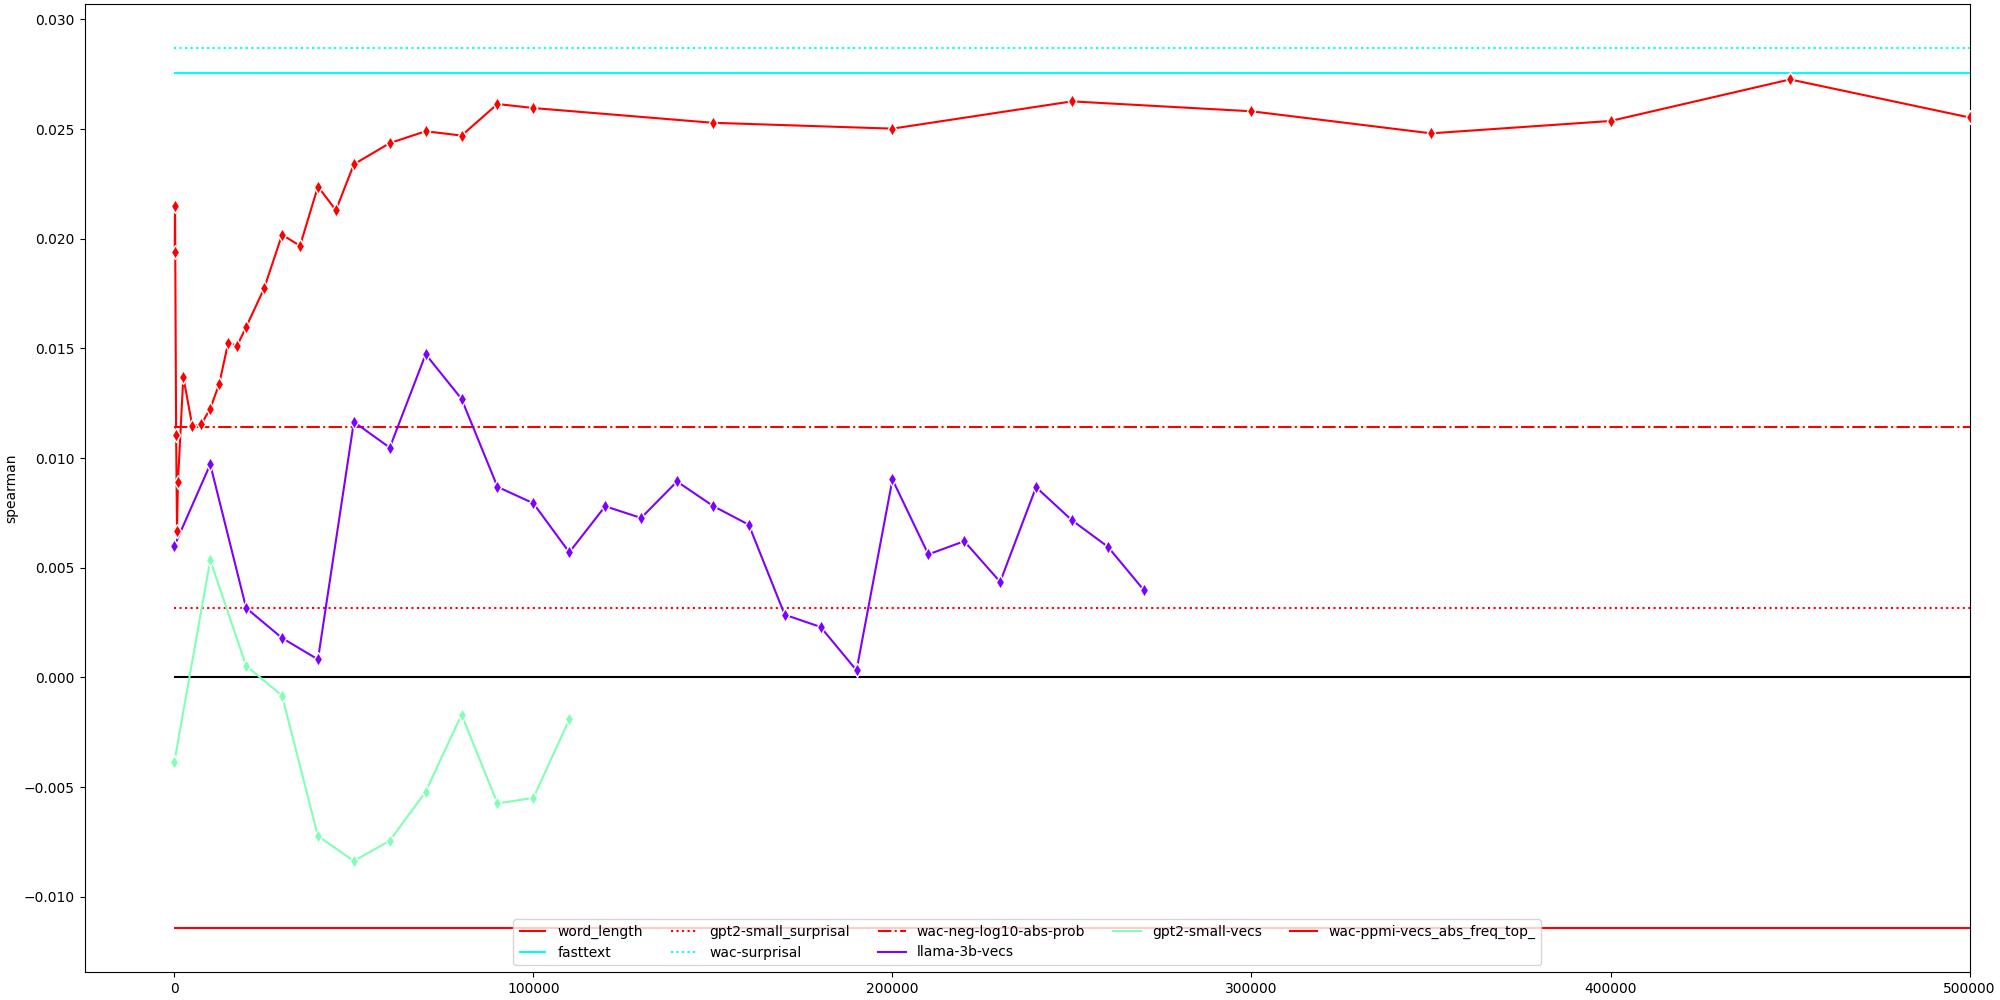 0.030
0.025
0.020
0.015
0.010
0.005
0.000
−0.005
−0.010
spearman
word_length gpt2-small_surprisal wac-neg-log10-abs-prob gpt2-small-vecs wac-ppmi-vecs_abs_freq_top_
fasttext wac-surprisal llama-3b-vecs
0 100000 200000 300000 400000 500000